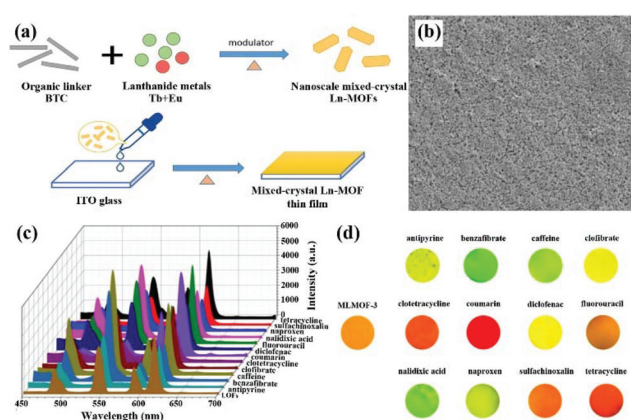 (a)
modulator
Organic linker
BTC
Lanthanide metals
Tb+Eu
Nanoscale mixed-crystal
Ln-MOFs
ITO glass
Mixed-crystal Ln-MOF
thin film
(b)
(c)
6000
5000
4000
3000
2000
1000
0
Intensity (a.u.)
tetracycline
sulfachinoxalin
naproxen
nalidixic acid
fluorouracil
diclofenac
coumarin
clotetracycline
clofibrate
caffeine
benzafibrate
antipyrine
LOFs
450 500 550 600 650 700
Wavelength (nm)
(d)
antipyrine benzafibrate caffeine clofibrate
MLMOF-3 clotetracycline coumarin diclofenac fluorouracil
nalidixic acid naproxen sulfachinoxalin tetracycline